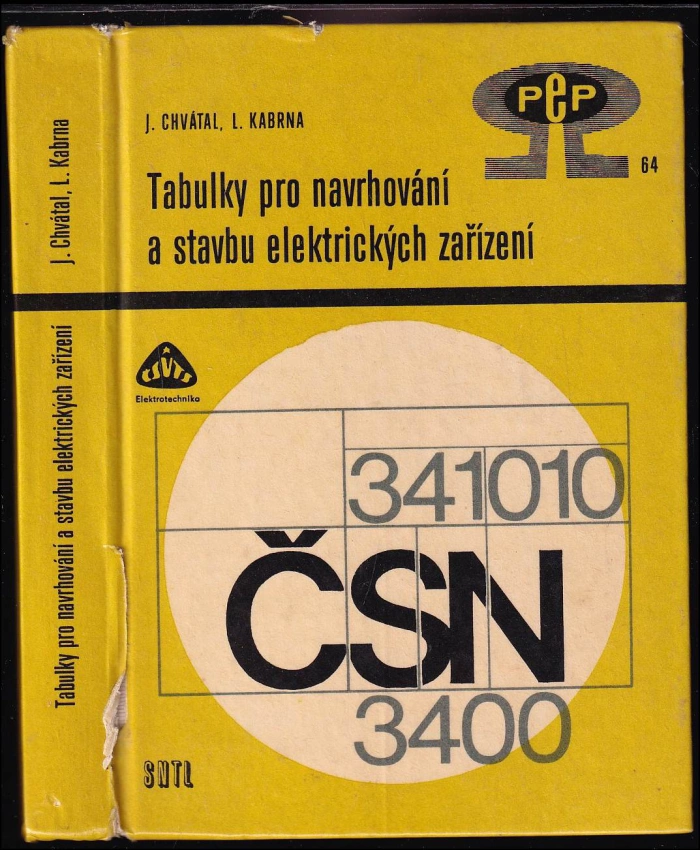 J. Chvátal, L. Kabrna
Tabulky pro navrhování a stavbu elektrických zařízení
J. CHVÁTAL, L. KABRNA
PeP
64
Tabulky pro navrhování
a stavbu elektrických zařízení
ČSVTS
Elektrotechnika
341010
ČSN
3400
SNTL